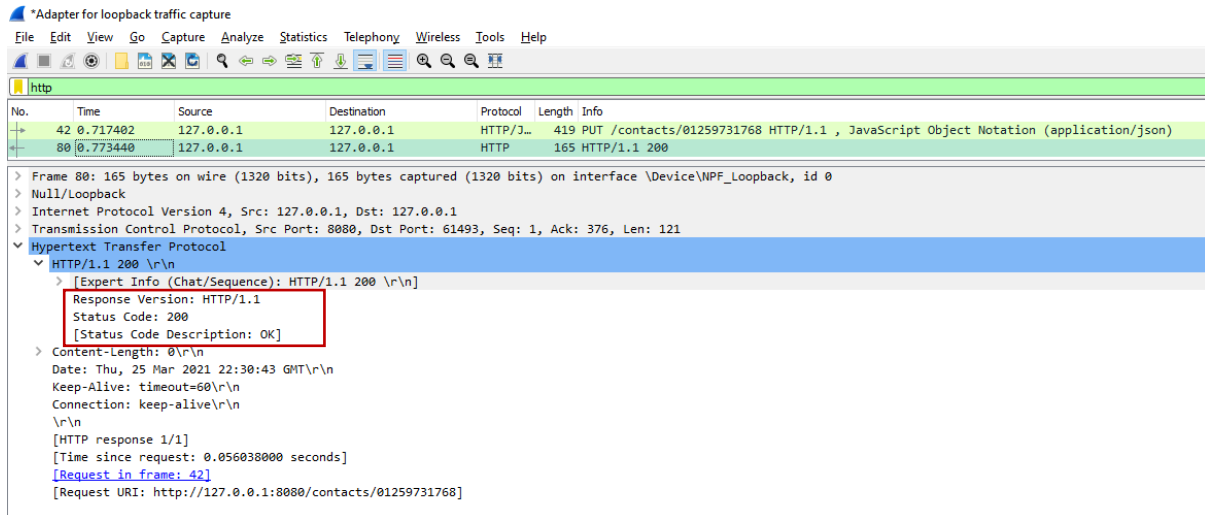 *Adapter for loopback traffic capture
File Edit View Go Capture Analyze Statistics Telephony Wireless Tools Help
http
No. Time Source Destination Protocol Length Info
42 0.717402 127.0.0.1 127.0.0.1 HTTP/J… 419 PUT /contacts/01259731768 HTTP/1.1 , JavaScript Object Notation (application/json)
80 0.773440 127.0.0.1 127.0.0.1 HTTP 165 HTTP/1.1 200
> Frame 80: 165 bytes on wire (1320 bits), 165 bytes captured (1320 bits) on interface \Device\NPF_Loopback, id 0
> Null/Loopback
> Internet Protocol Version 4, Src: 127.0.0.1, Dst: 127.0.0.1
> Transmission Control Protocol, Src Port: 8080, Dst Port: 61493, Seq: 1, Ack: 376, Len: 121
Hypertext Transfer Protocol
HTTP/1.1 200 \r\n
> [Expert Info (Chat/Sequence): HTTP/1.1 200 \r\n]
Response Version: HTTP/1.1
Status Code: 200
[Status Code Description: OK]
> Content-Length: 0\r\n
Date: Thu, 25 Mar 2021 22:30:43 GMT\r\n
Keep-Alive: timeout=60\r\n
Connection: keep-alive\r\n
\r\n
[HTTP response 1/1]
[Time since request: 0.056038000 seconds]
[Request in frame: 42]
[Request URI: http://127.0.0.1:8080/contacts/01259731768]